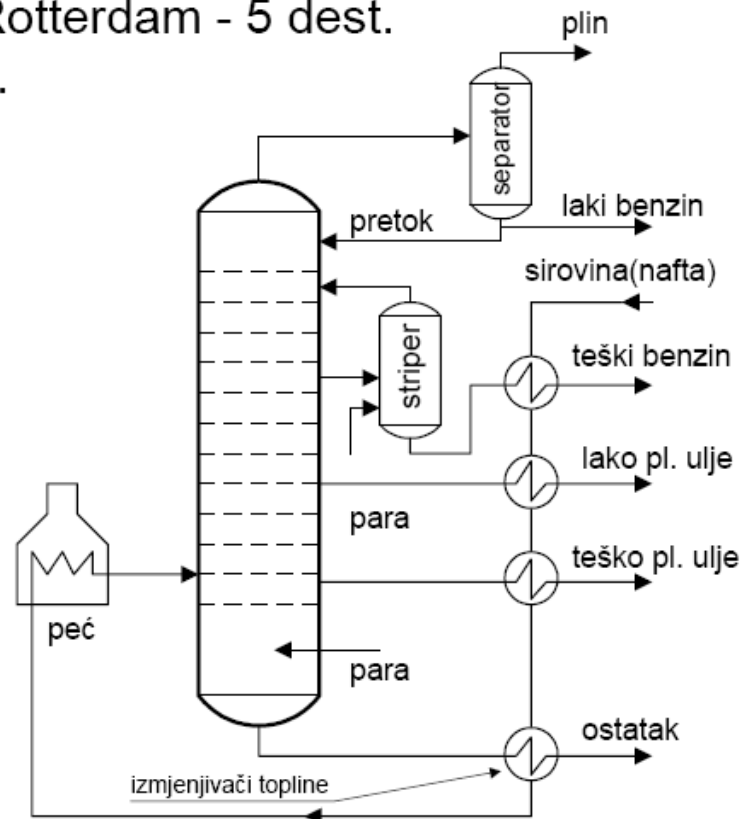 Rotterdam - 5 dest.
.
plin
separator
laki benzin
pretok
sirovina(nafta)
striper
teški benzin
lako pl. ulje
para
teško pl. ulje
peć
para
ostatak
izmjenjivači topline